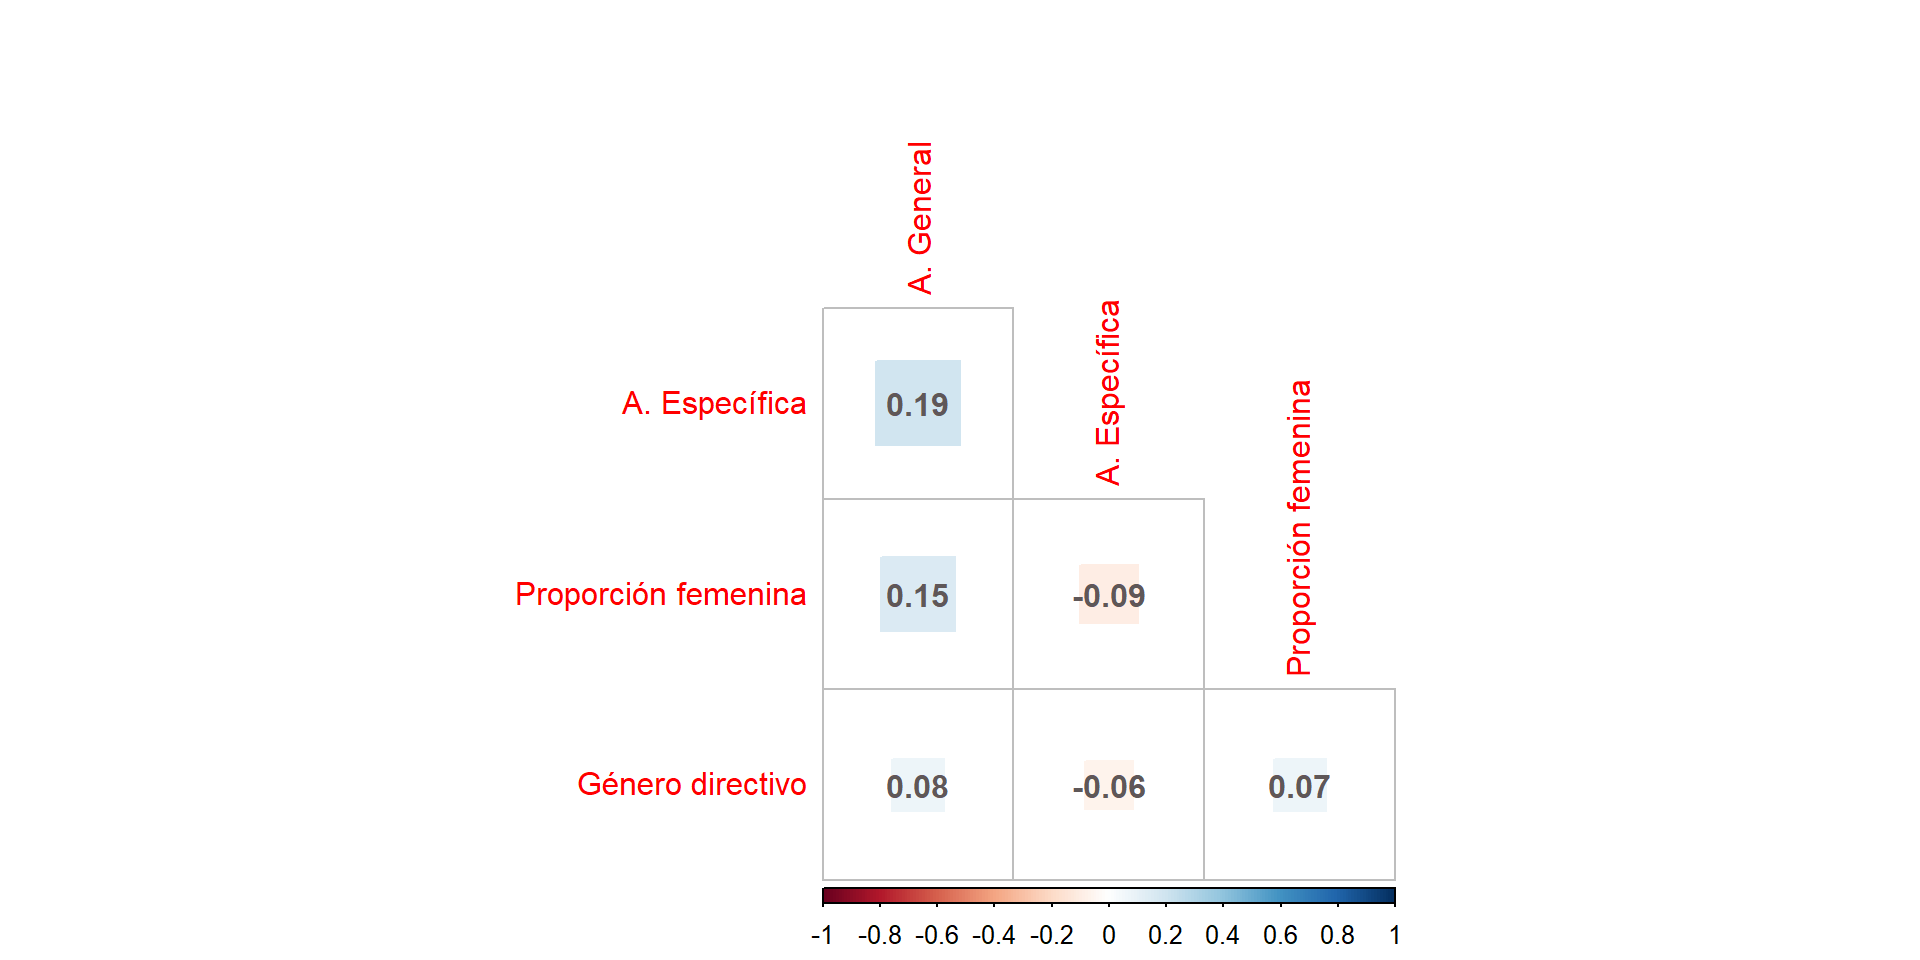 A. General
A. Específica
Proporción femenina
A. Específica
0.19
Proporción femenina
0.15
-0.09
Género directivo
0.08
-0.06
0.07
-1 -0.8 -0.6 -0.4 -0.2 0 0.2 0.4 0.6 0.8 1